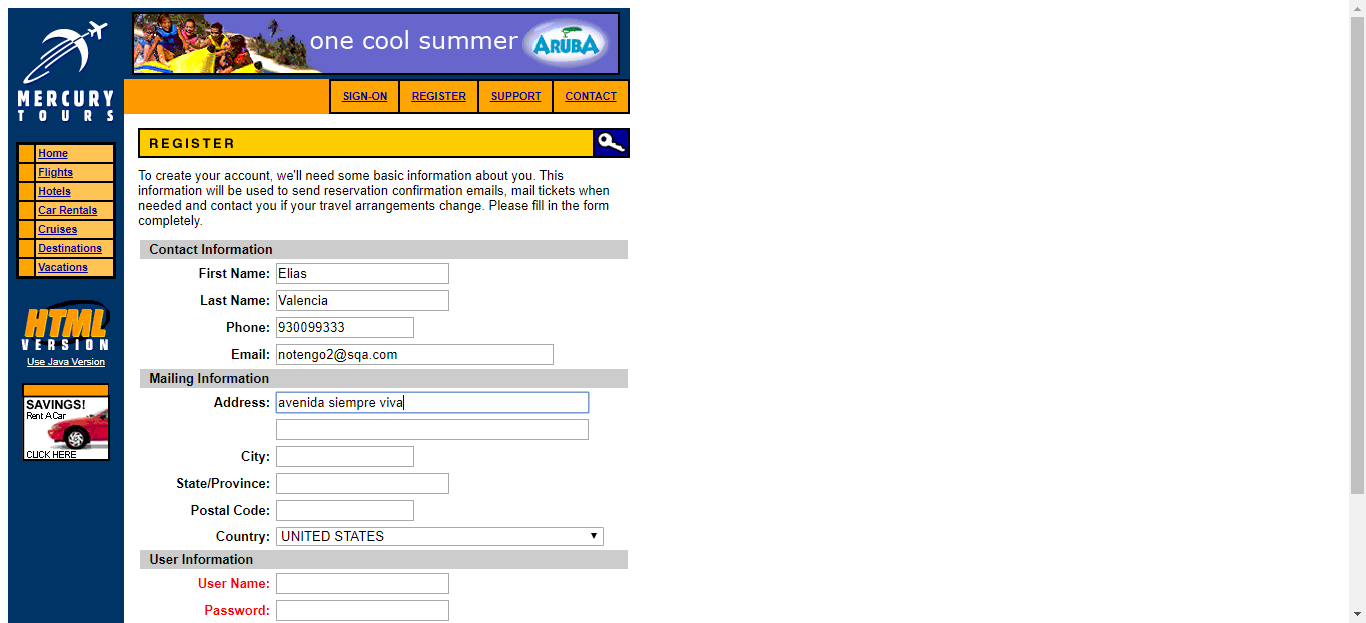 one cool summer ARUBA
MERCURY
TOURS
SIGN-ON REGISTER SUPPORT CONTACT
REGISTER
Home
Flights
Hotels
Car Rentals
Cruises
Destinations
Vacations
HTML
VERSION
Use Java Version
SAVINGS!
Rent A Car
CLICK HERE
To create your account, we'll need some basic information about you. This
information will be used to send reservation confirmation emails, mail tickets when
needed and contact you if your travel arrangements change. Please fill in the form
completely.
Contact Information
First Name: Elias
Last Name: Valencia
Phone: 930099333
Email: notengo2@sqa.com
Mailing Information
Address: avenida siempre viva
City:
State/Province:
Postal Code:
Country: UNITED STATES
User Information
User Name:
Password: